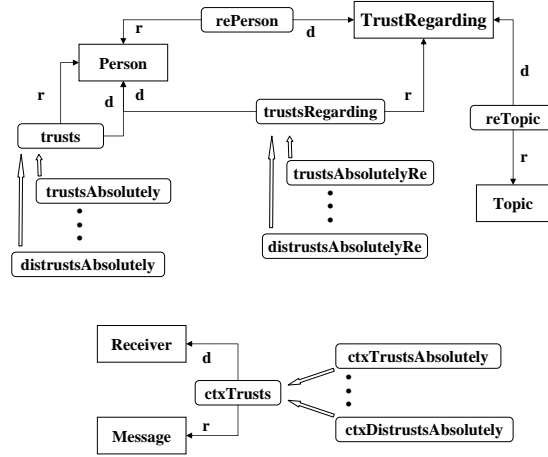 rePerson
TrustRegarding
r
d
Person
r
d
d
r
d
trusts
trustsRegarding
reTopic
r
trustsAbsolutely
trustsAbsolutelyRe
Topic
distrustsAbsolutely
distrustsAbsolutelyRe
Receiver
ctxTrustsAbsolutely
d
ctxTrusts
r
ctxDistrustsAbsolutely
Message